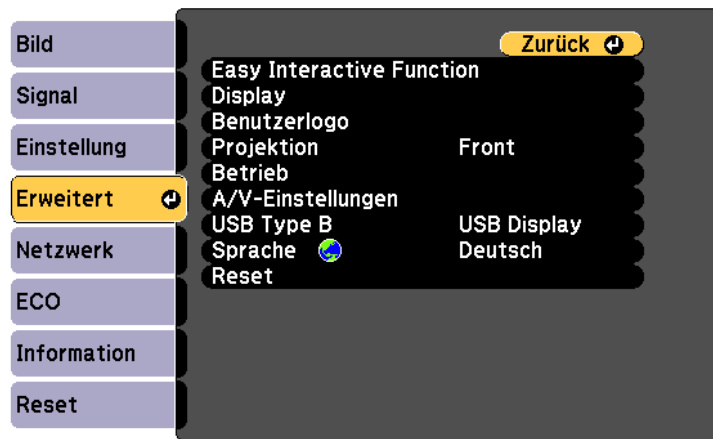 Bild
Signal
Einstellung
Erweitert
Netzwerk
ECO
Information
Reset
Zurück
Easy Interactive Function
Display
Benutzerlogo
Projektion Front
Betrieb
A/V-Einstellungen
USB Type B USB Display
Sprache Deutsch
Reset